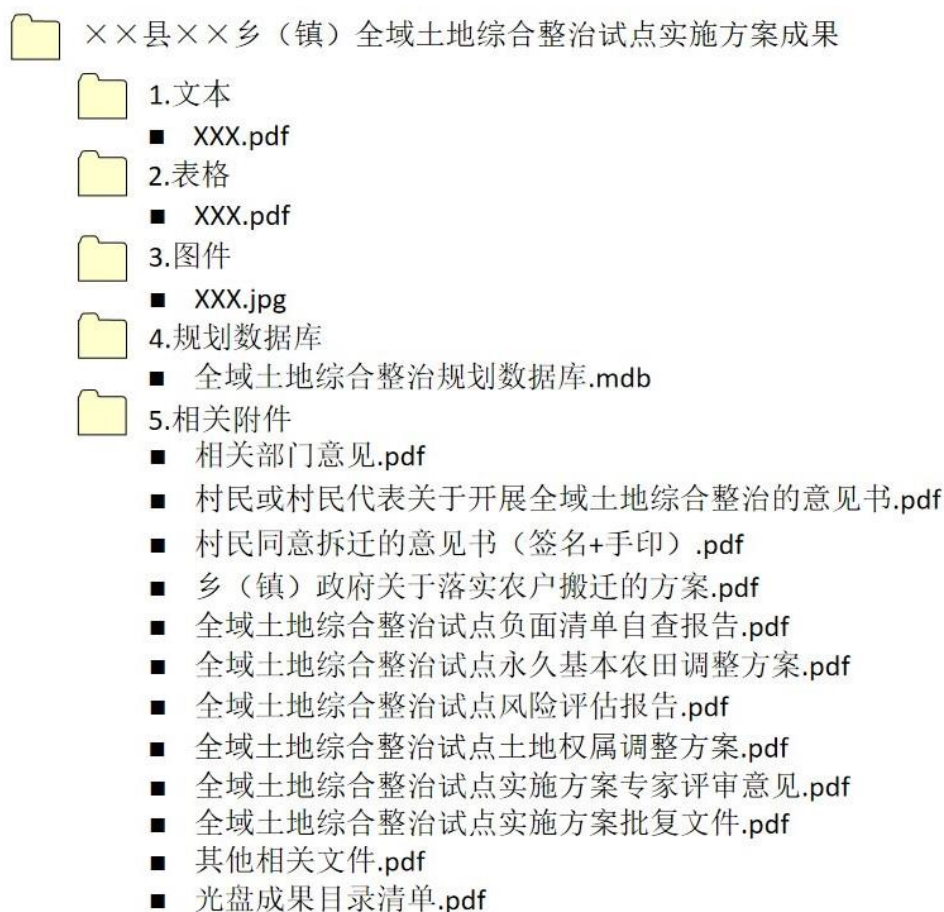 ××县××乡（镇）全域土地综合整治试点实施方案成果
1.文本
■ XXX.pdf
2.表格
■ XXX.pdf
3.图件
■ XXX.jpg
4.规划数据库
■ 全域土地综合整治规划数据库.mdb
5.相关附件
■ 相关部门意见.pdf
■ 村民或村民代表关于开展全域土地综合整治的意见书.pdf
■ 村民同意拆迁的意见书（签名+手印）.pdf
■ 乡（镇）政府关于落实农户搬迁的方案.pdf
■ 全域土地综合整治试点负面清单自查报告.pdf
■ 全域土地综合整治试点永久基本农田调整方案.pdf
■ 全域土地综合整治试点风险评估报告.pdf
■ 全域土地综合整治试点土地权属调整方案.pdf
■ 全域土地综合整治试点实施方案专家评审意见.pdf
■ 全域土地综合整治试点实施方案批复文件.pdf
■ 其他相关文件.pdf
■ 光盘成果目录清单.pdf